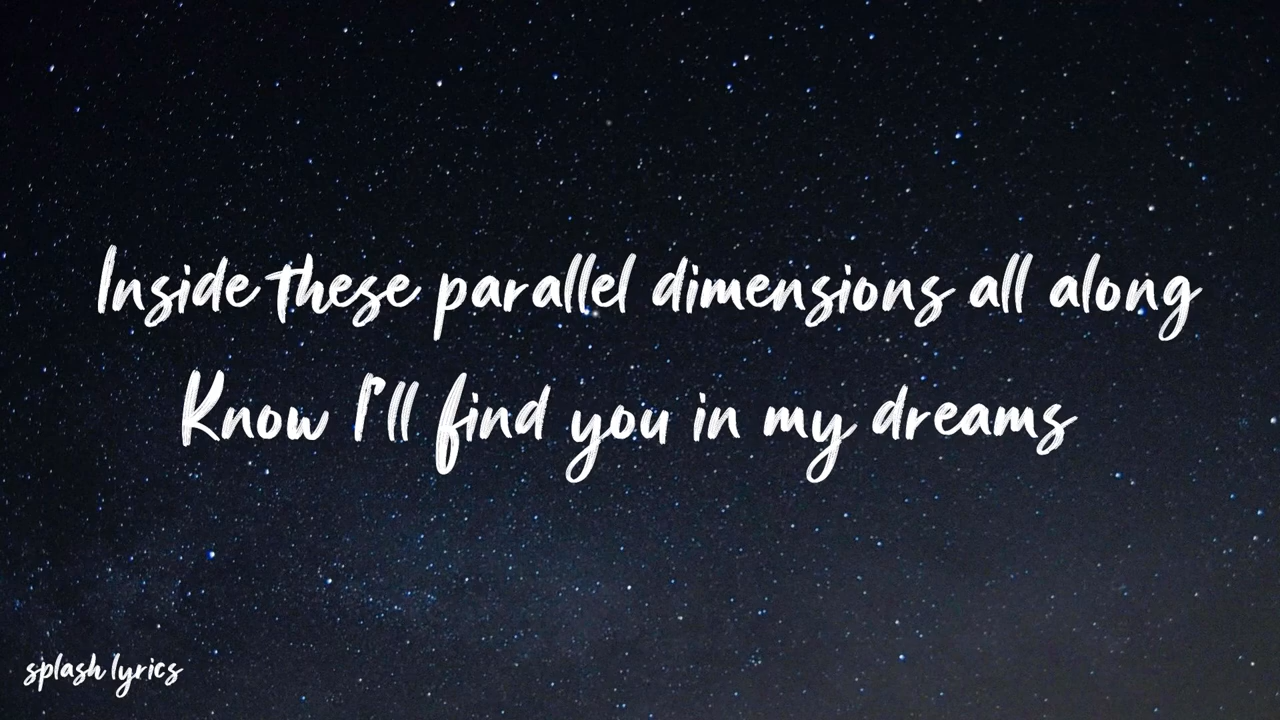 Inside these parallel dimensions all along
Know I'll find you in my dreams
splash lyrics